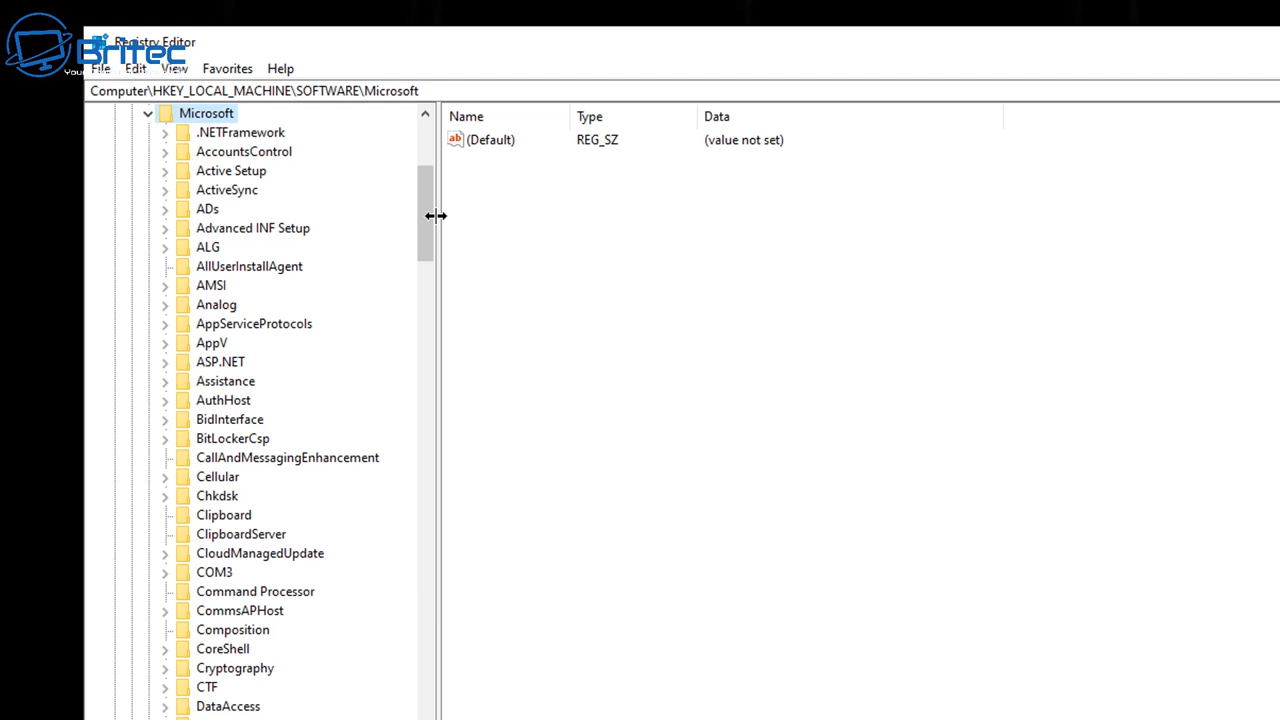 Britec
Registry Editor
File Edit View Favorites Help
Computer\HKEY_LOCAL_MACHINE\SOFTWARE\Microsoft
Name Type Data
(Default) REG_SZ (value not set)
Microsoft
.NETFramework
AccountsControl
Active Setup
ActiveSync
ADs
Advanced INF Setup
ALG
AllUserInstallAgent
AMSI
Analog
AppServiceProtocols
AppV
ASP.NET
Assistance
AuthHost
BidInterface
BitLockerCsp
CallAndMessagingEnhancement
Cellular
Chkdsk
Clipboard
ClipboardServer
CloudManagedUpdate
COM3
Command Processor
CommsAPHost
Composition
CoreShell
Cryptography
CTF
DataAccess